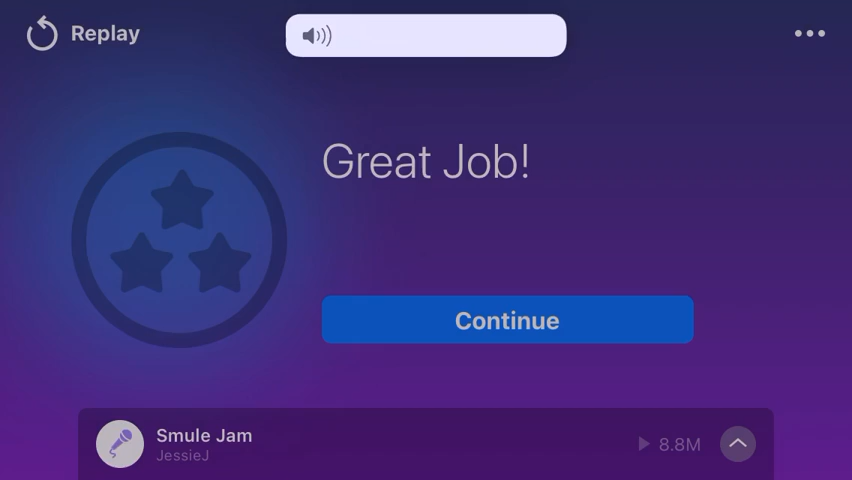 Replay
Great Job!
Continue
Smule Jam
JessieJ
8.8M